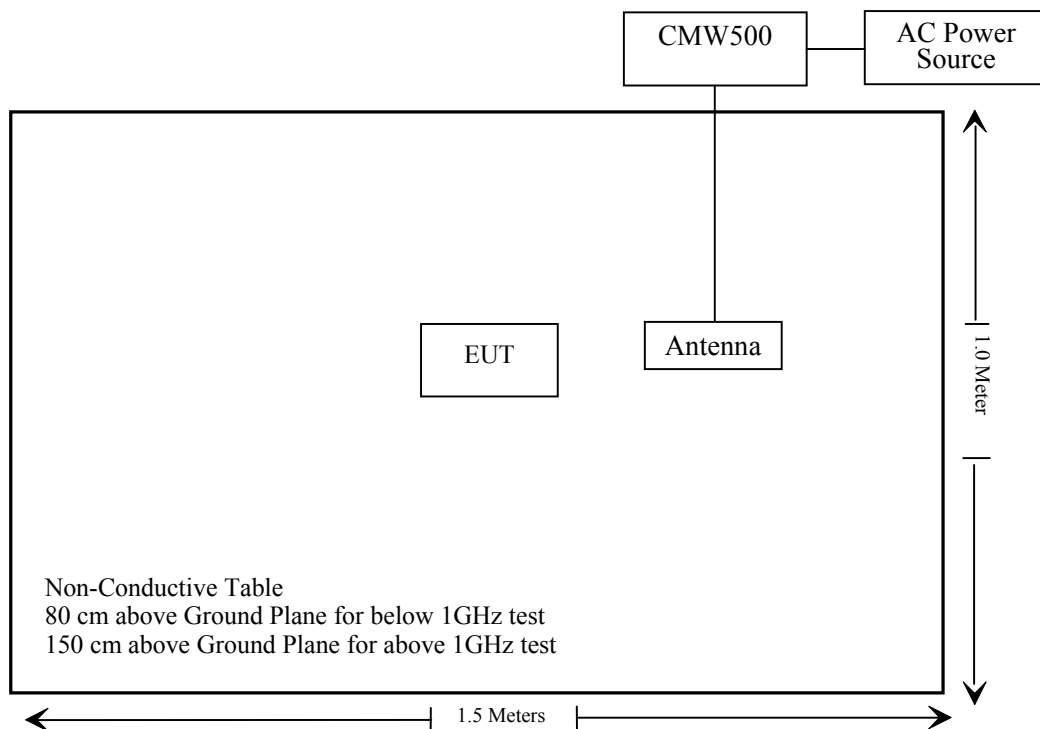 CMW500
AC Power
Source
EUT
Antenna
1.0 Meter
Non-Conductive Table
80 cm above Ground Plane for below 1GHz test
150 cm above Ground Plane for above 1GHz test
1.5 Meters